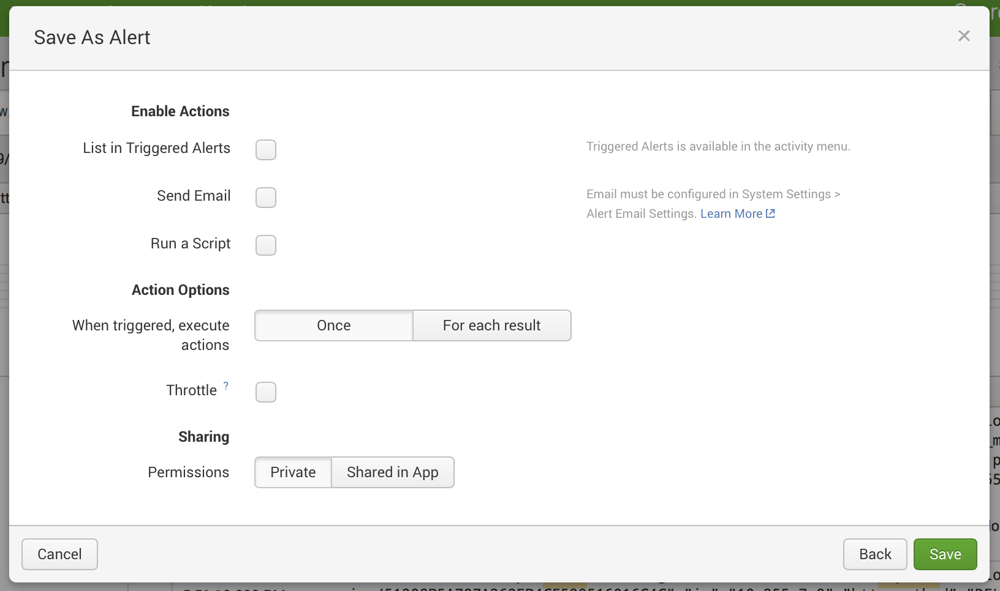 Save As Alert
Enable Actions
List in Triggered Alerts
Triggered Alerts is available in the activity menu.
Send Email
Email must be configured in System Settings >
Alert Email Settings. Learn More
Run a Script
Action Options
When triggered, execute
actions
Once
For each result
Throttle ?
Sharing
Permissions
Private
Shared in App
Cancel
Back
Save